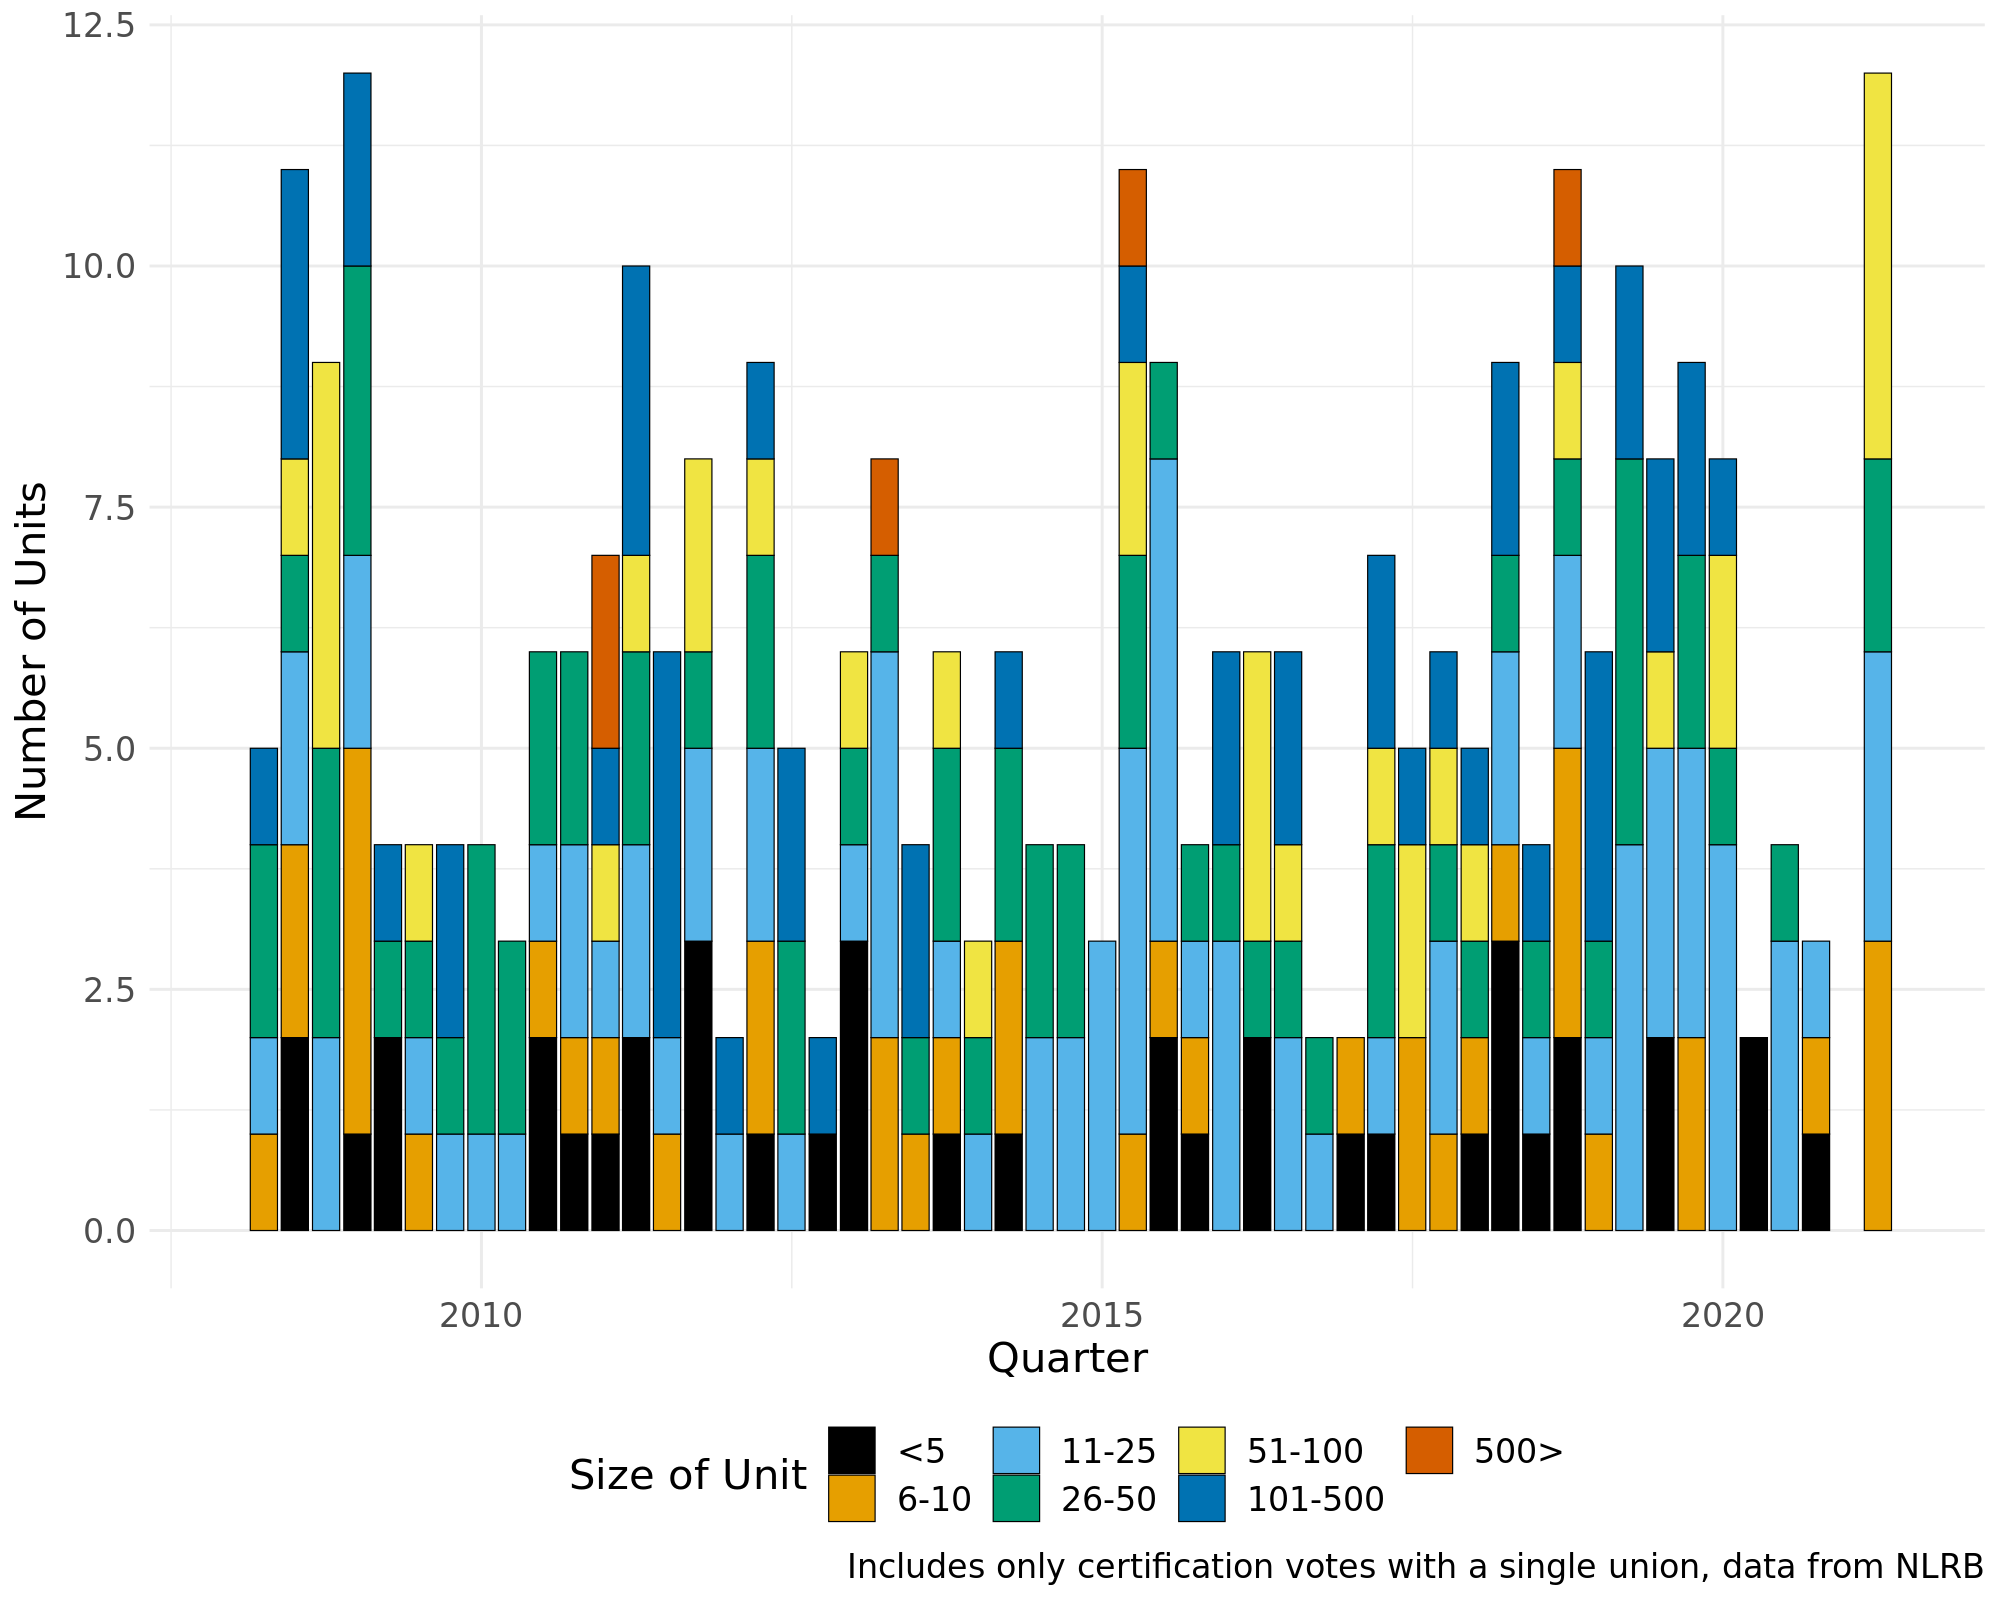 12.5
10.0
7.5
5.0
2.5
0.0
Number of Units
2010 2015 2020
Quarter
Size of Unit
<5 11-25 51-100 500>
6-10 26-50 101-500
Includes only certification votes with a single union, data from NLRB